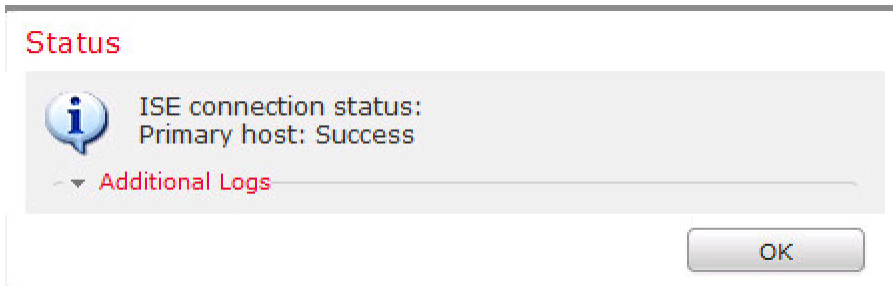 Status
ISE connection status:
Primary host: Success
Additional Logs
OK